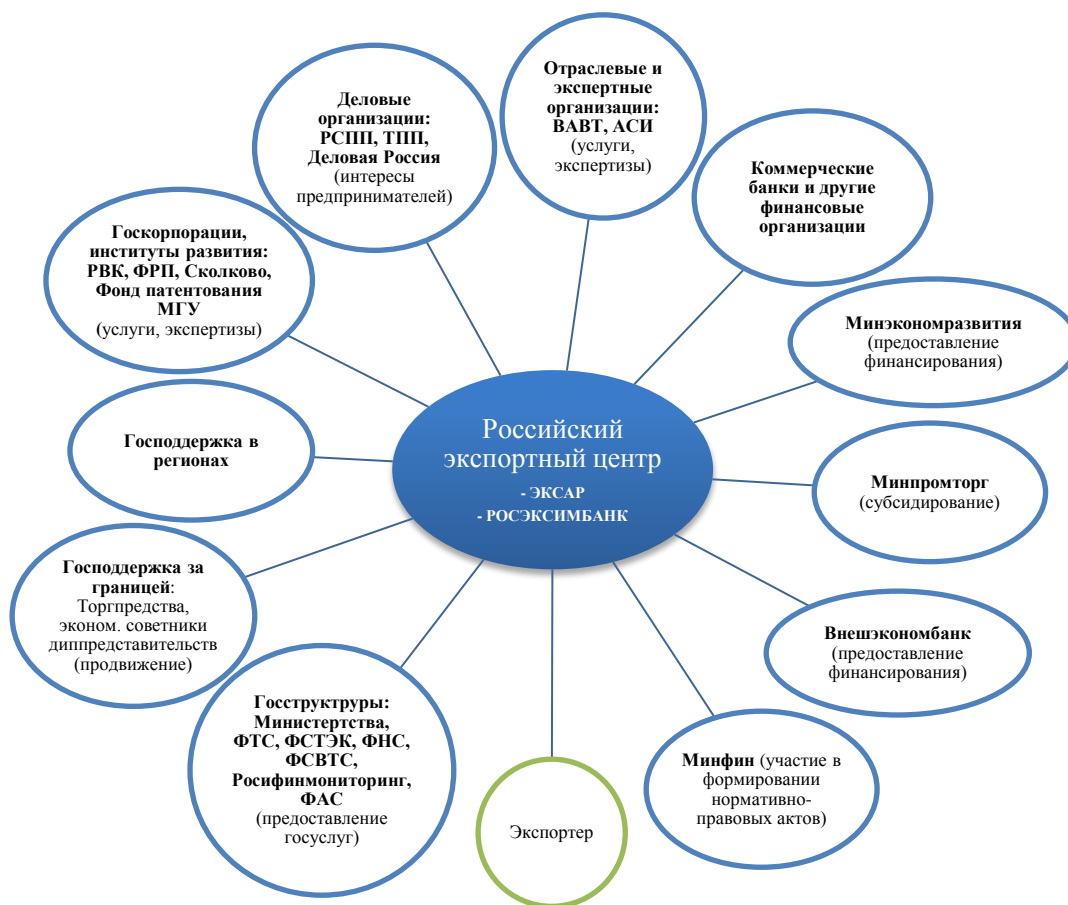 Отраслевые и
экспертные
организации:
ВАВТ, АСИ
(услуги,
экспертизы)
Деловые
организации:
РСПП, ТПП,
Деловая Россия
(интересы
предпринимателей)
Коммерческие
банки и другие
финансовые
организации
Госкорпорации,
институты развития:
РВК, ФРП, Сколково,
Фонд патентования
МГУ
(услуги, экспертизы)
Минэкономразвития
(предоставление
финансирования)
Российский
экспортный центр
- ЭКСАР
- РОСЭКСИМБАНК
Господдержка в
регионах
Минпромторг
(субсидирование)
Господдержка за
границей:
Торгпредства,
эконом. советники
диппредставительств
(продвижение)
Внешэкономбанк
(предоставление
финансирования)
Госструктруры:
Министертства,
ФТС, ФСТЭК, ФНС,
ФСВТС,
Росифинмониторинг,
ФАС
(предоставление
госуслуг)
Минфин (участие в
формировании
нормативно-
правовых актов)
Экспортер